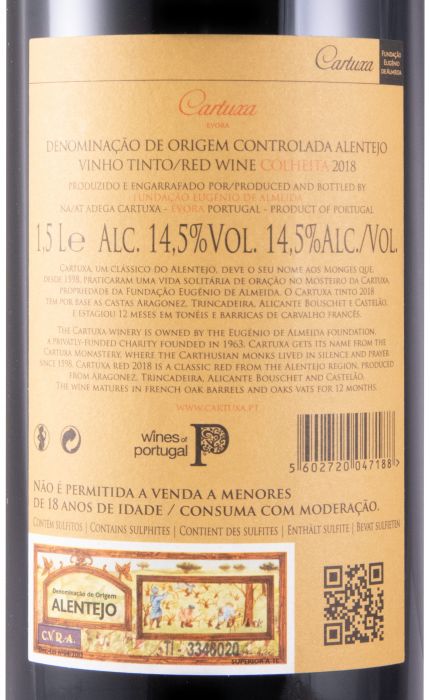 Cartuxa
FUNDAÇÃO
EUGÉNIO
DE ALMEIDA
Cartuxa
EVORA
DENOMINAÇÃO DE ORIGEM CONTROLADA ALENTEJO
VINHO TINTO/RED WINE COLHEITA 2018
PRODUZIDO E ENGARRAFADO POR/PRODUCED AND BOTTLED BY
FUNDAÇÃO EUGÉNIO DE ALMEIDA
NA/AT ADEGA CARTUXA - EVORA PORTUGAL - PRODUCT OF PORTUGAL
1,5 L e ALC. 14,5%VOL. 14,5%ALC./VOL.
CARTUXA, UM CLÁSSICO DO ALENTEJO, DEVE O SEU NOME AOS MONGES QUE,
DESDE 1598, PRATICARAM UMA VIDA SOLITÁRIA DE ORAÇÃO NO MOSTEIRO DA CARTUXA,
PROPRIEDADE DA FUNDAÇÃO EUGÉNIO DE ALMEIDA. O CARTUXA TINTO 2018
TEM POR BASE AS CASTAS ARAGONEZ, TRINCADEIRA, ALICANTE BOUSCHET E CASTELÃO,
E ESTAGIOU 12 MESES EM TONÉIS E BARRICAS DE CARVALHO FRANCÊS.
THE CARTUXA WINERY IS OWNED BY THE EUGÉNIO DE ALMEIDA FOUNDATION,
A PRIVATLY-FUNDED CHARITY FOUNDED IN 1963. CARTUXA GETS ITS NAME FROM THE
CARTUXA MONASTERY, WHERE THE CARTHUSIAN MONKS LIVED IN SILENCE AND PRAYER
SINCE 1598. CARTUXA RED 2018 IS A CLASSIC RED FROM THE ALENTEJO REGION, PRODUCED
FROM ARAGONEZ, TRINCADEIRA, ALICANTE BOUSCHET AND CASTELÃO.
THE WINE MATURES IN FRENCH OAK BARRELS AND OAKS VATS FOR 12 MONTHS.
WWW.CARTUXA.PT
wines of
portugal
5 602720 047188
NÃO É PERMITIDA A VENDA A MENORES
DE 18 ANOS DE IDADE / CONSUMA COM MODERAÇÃO.
CONTÉM SULFITOS | CONTAINS SULPHITES | CONTIENT DES SULFITES | ENTHÄLT SULFITE | BEVAT SULFIETEN
Denominação de Origem
ALENTEJO
C.V.R.A.
TI - 3346020
SUPERIOR A 1L